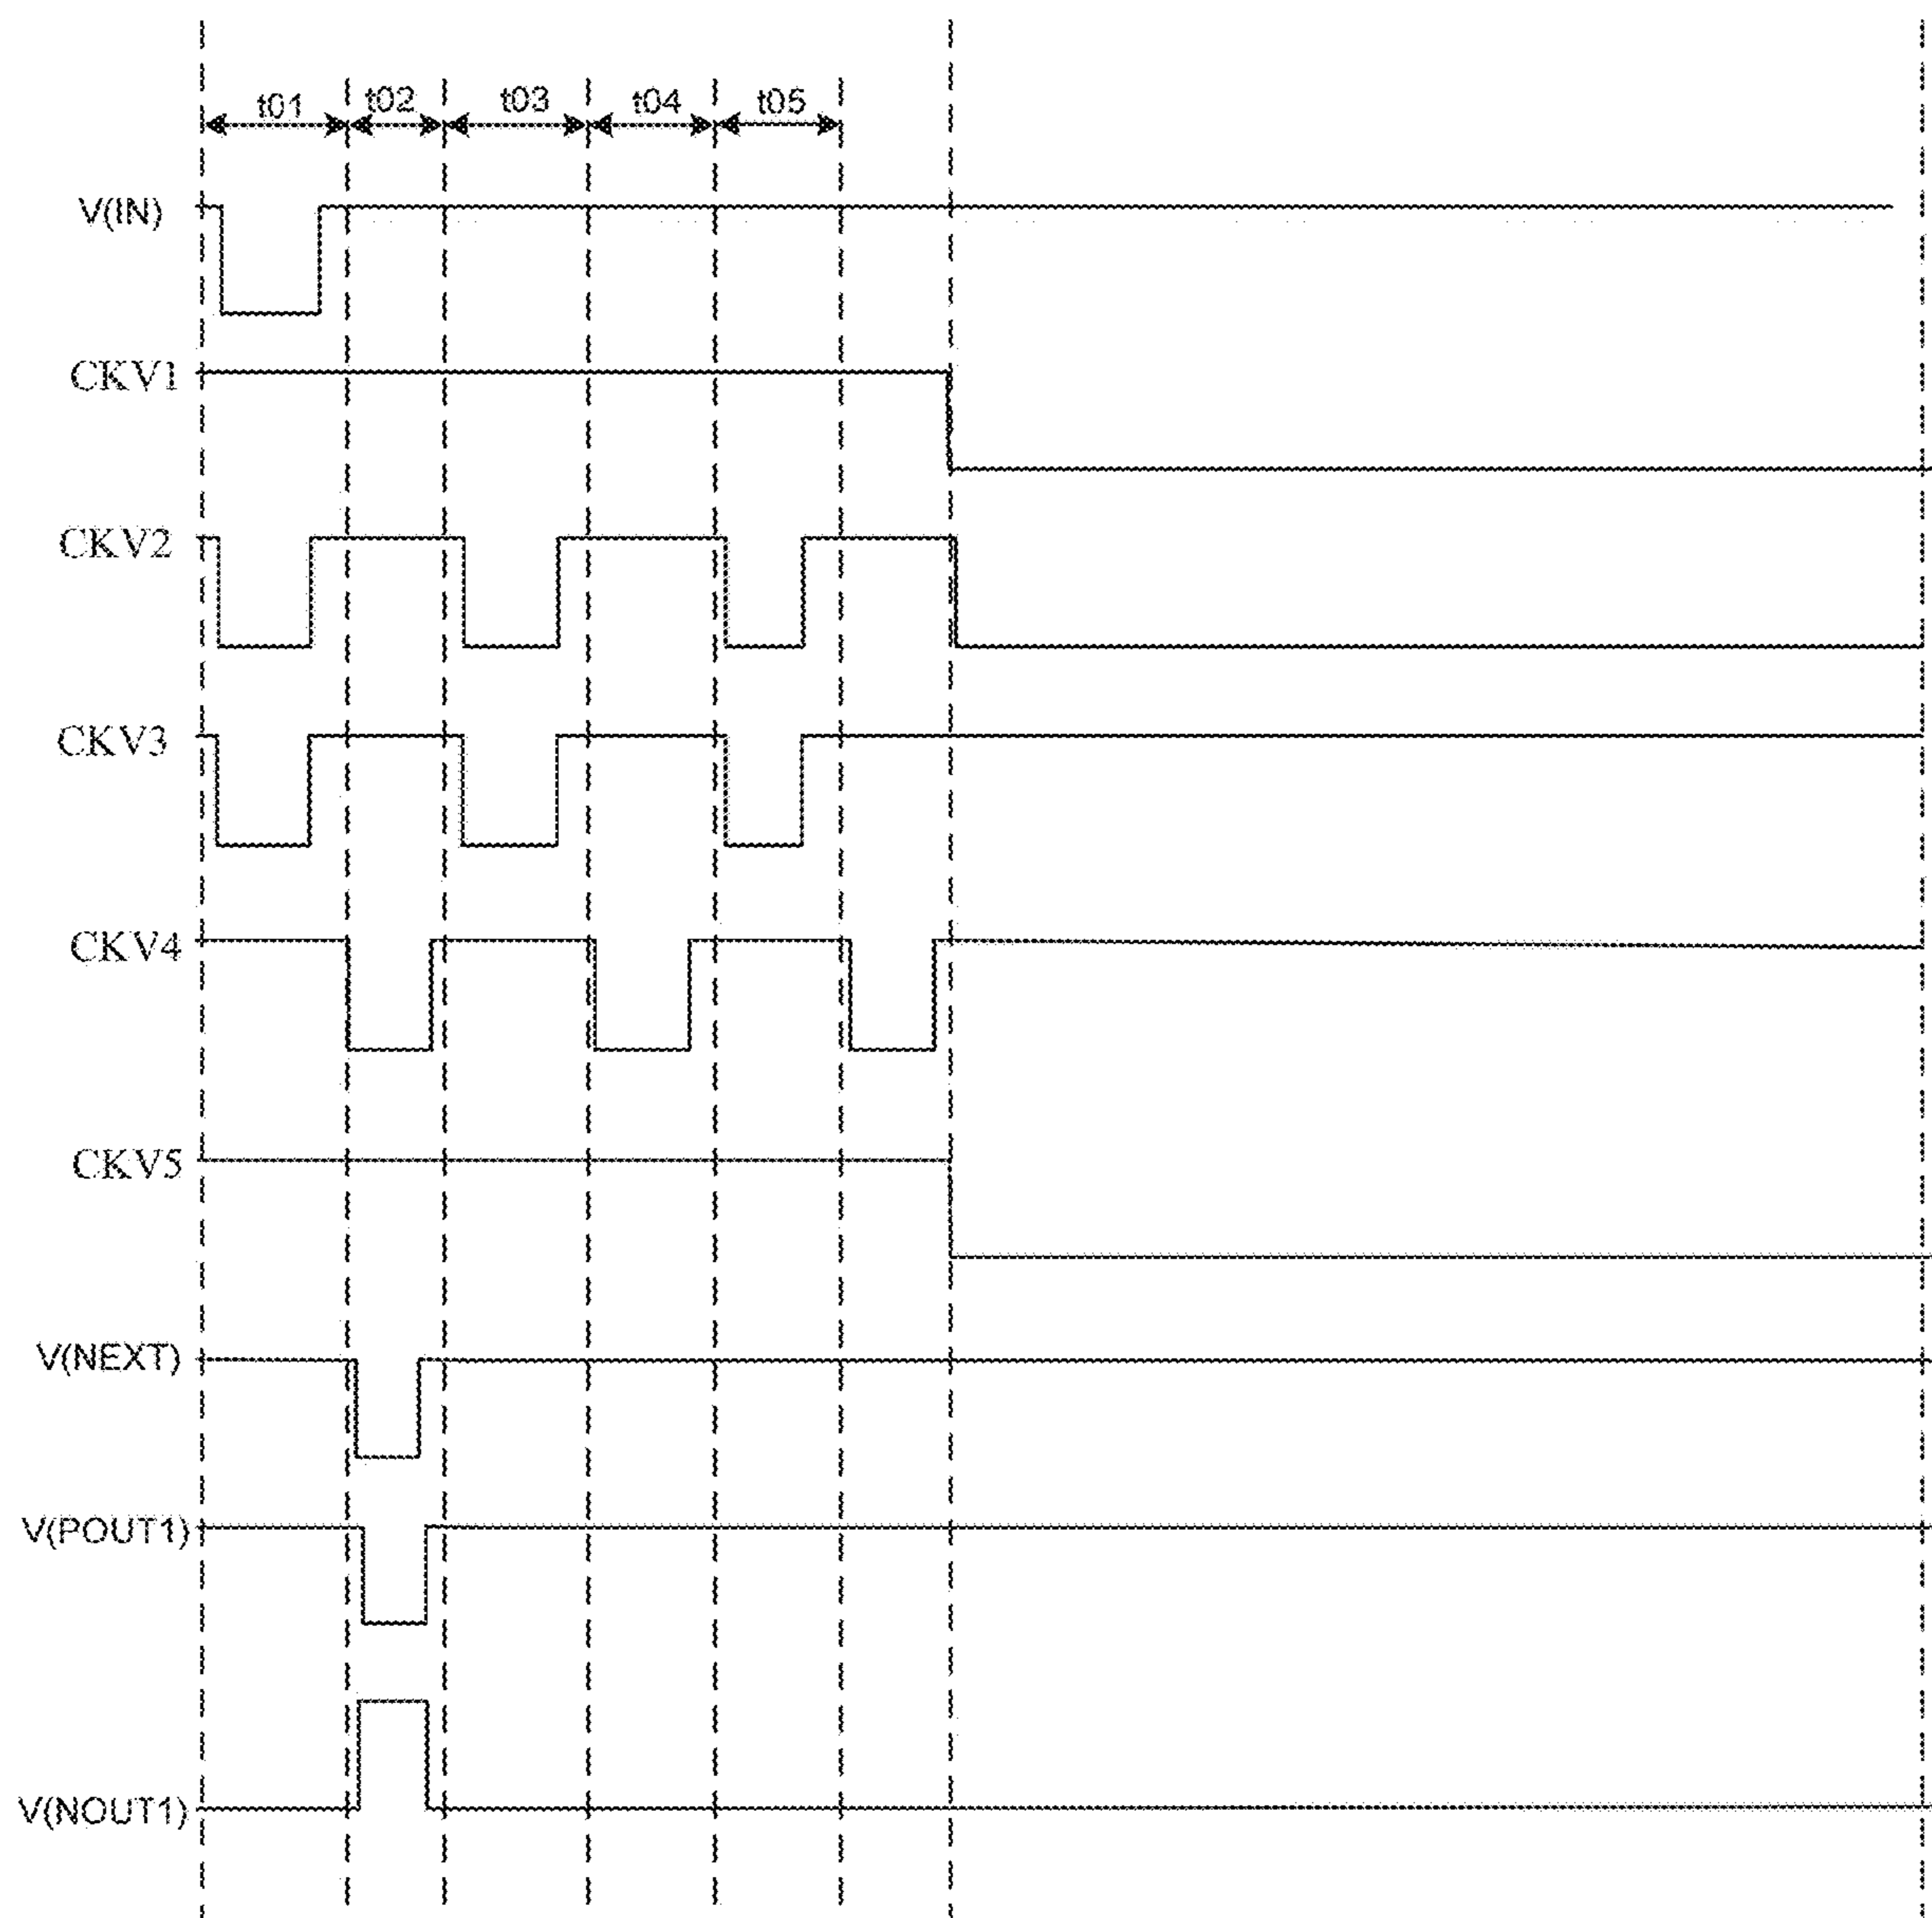 t01 t02 t03 t04 t05
V(IN)
CKV1
CKV2
CKV3
CKV4
CKV5
V(NEXT)
V(POUT1)
V(NOUT1)